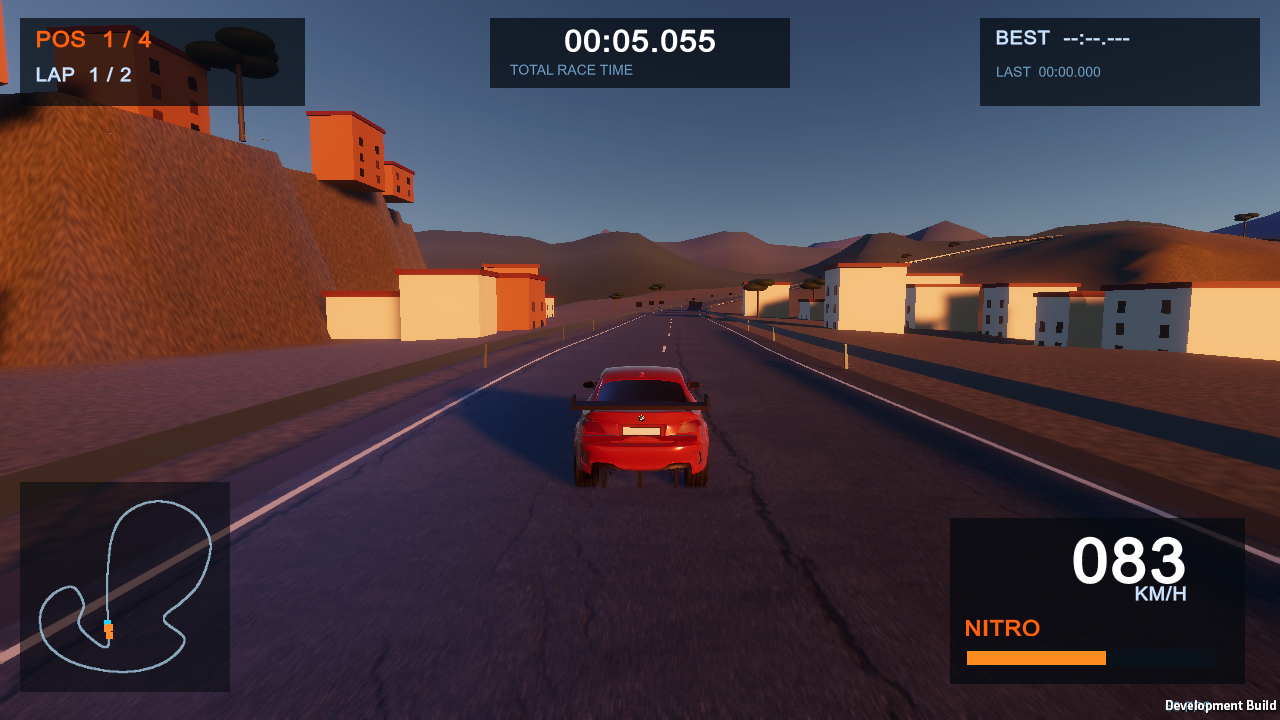 POS 1 / 4
LAP 1 / 2
00:05.055
TOTAL RACE TIME
BEST --:--.---
LAST 00:00.000
083
KM/H
NITRO
Development Build